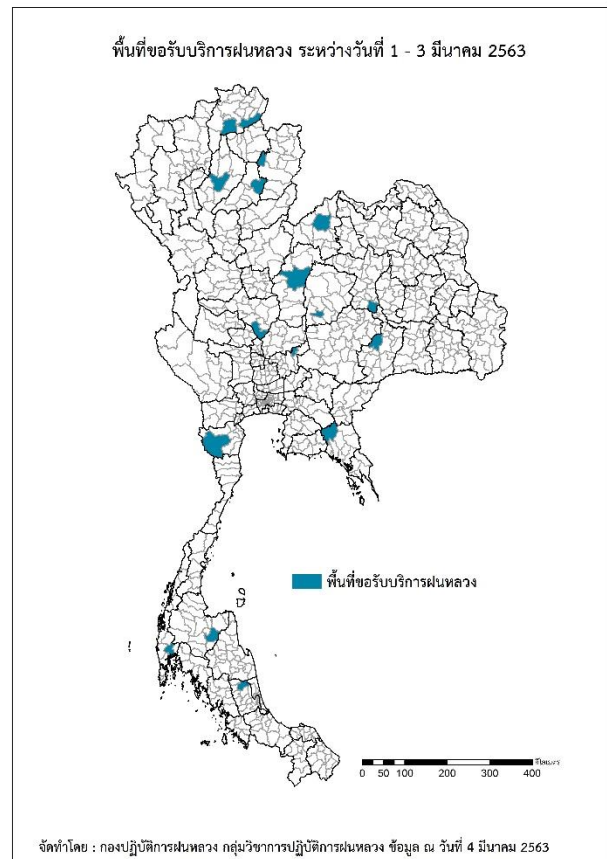 พื้นที่ขอรับบริการฝนหลวง ระหว่างวันที่ 1 - 3 มีนาคม 2563
พื้นที่ขอรับบริการฝนหลวง
กิโลเมตร
0 50 100 200 300 400
จัดทำโดย : กองปฏิบัติการฝนหลวง กลุ่มวิชาการปฏิบัติการฝนหลวง ข้อมูล ณ วันที่ 4 มีนาคม 2563